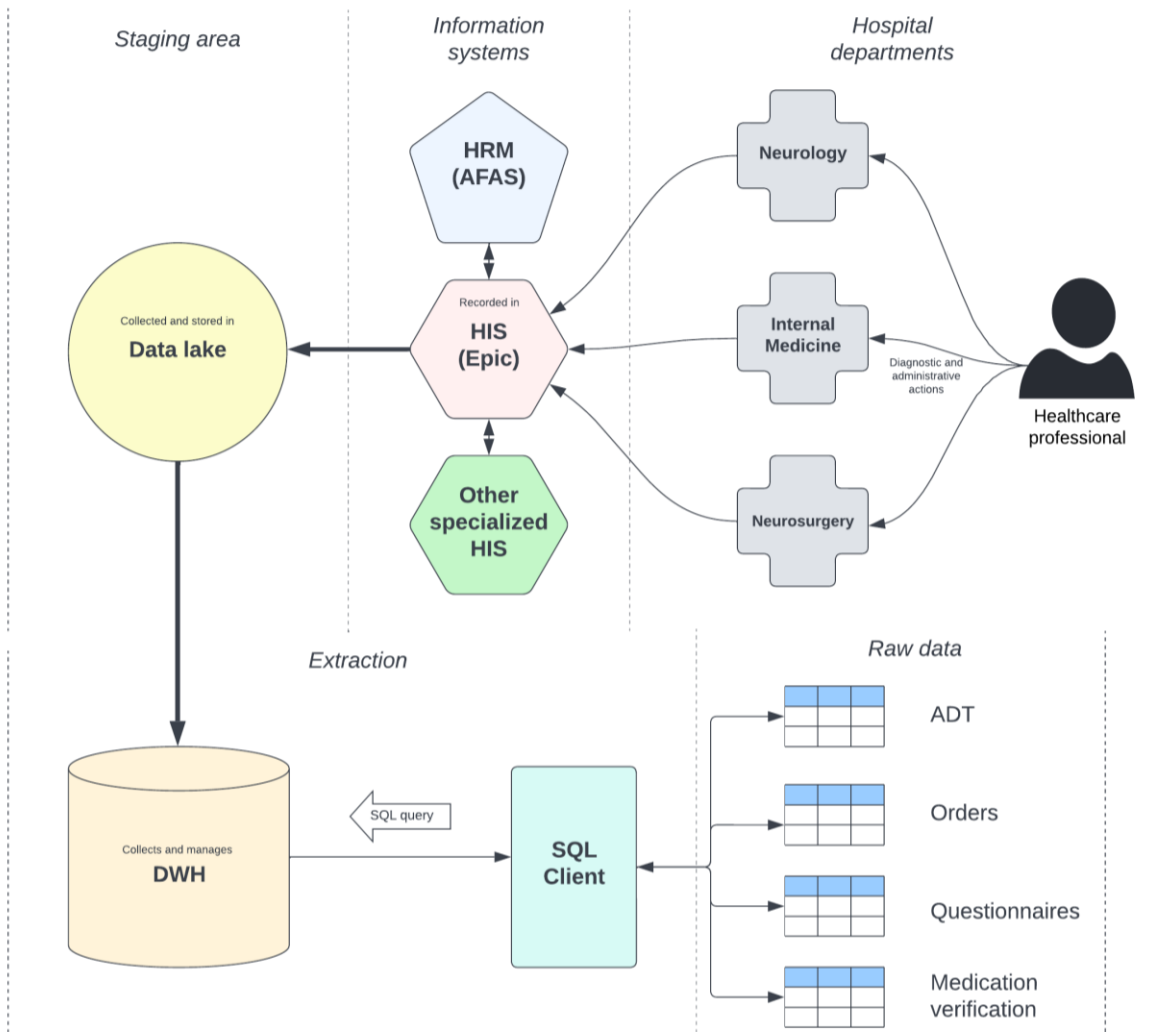 Staging area
Information
systems
Hospital
departments
HRM
(AFAS)
Neurology
Recorded in
HIS
(Epic)
Collected and stored in
Data lake
Internal
Medicine
Diagnostic and
administrative
actions
Healthcare
professional
Other
specialized
HIS
Neurosurgery
Extraction
Raw data
ADT
SQL query
Orders
Collects and manages
DWH
SQL
Client
Questionnaires
Medication
verification